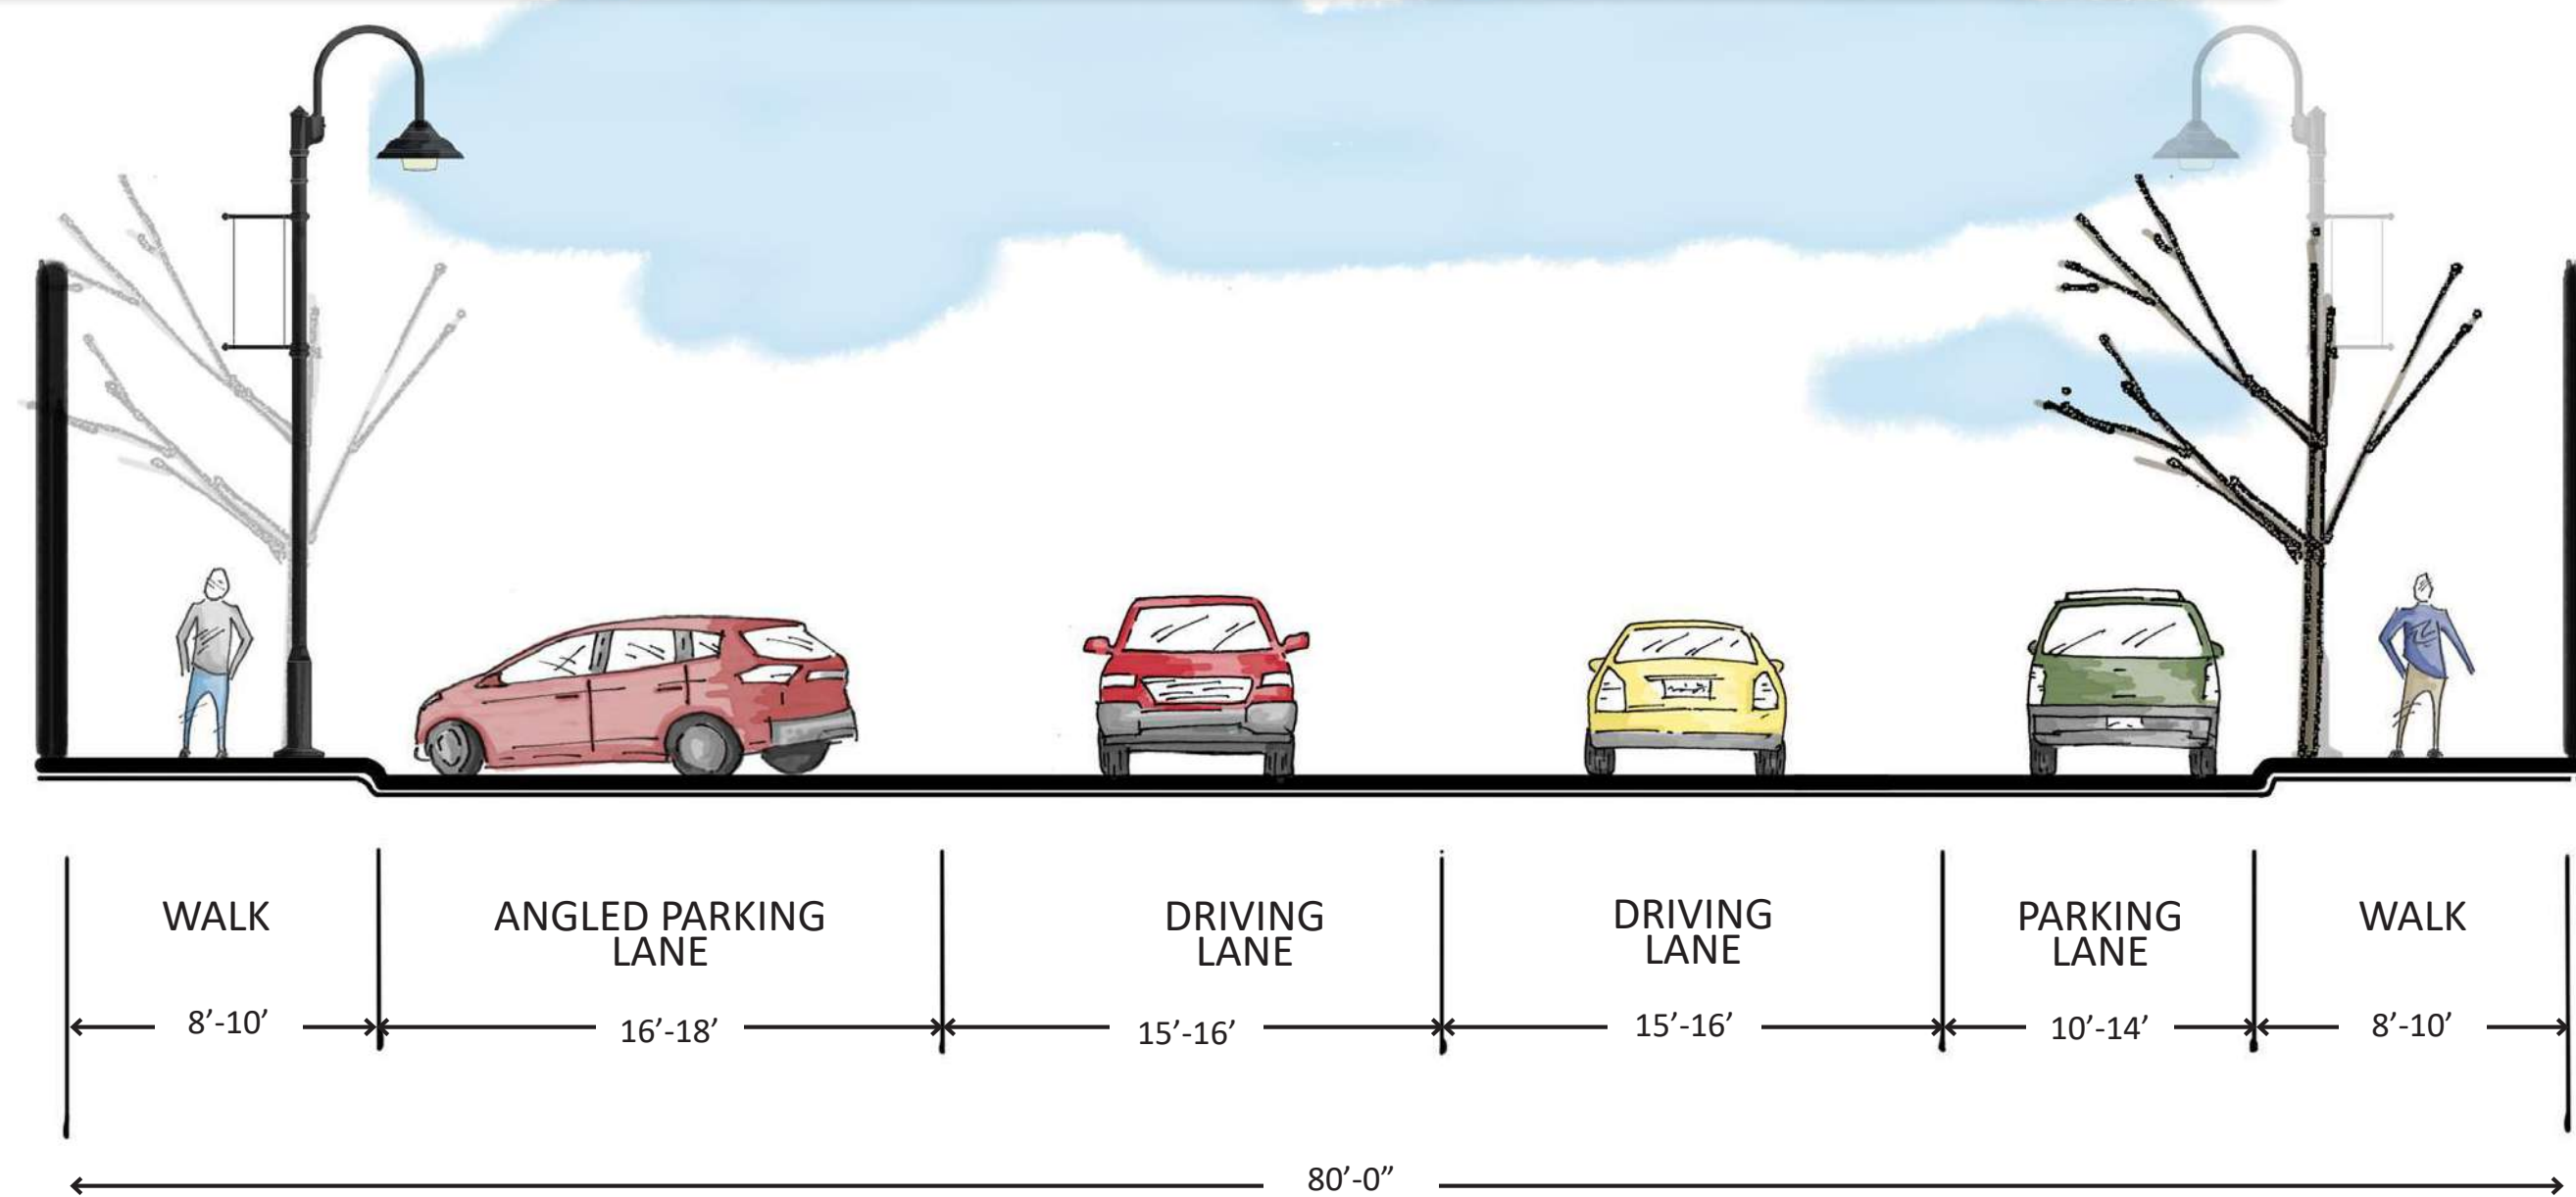 WALK
ANGLED PARKING
LANE
DRIVING
LANE
DRIVING
LANE
PARKING
LANE
WALK
8’-10’
16’-18’
15’-16’
15’-16’
10’-14’
8’-10’
80’-0”